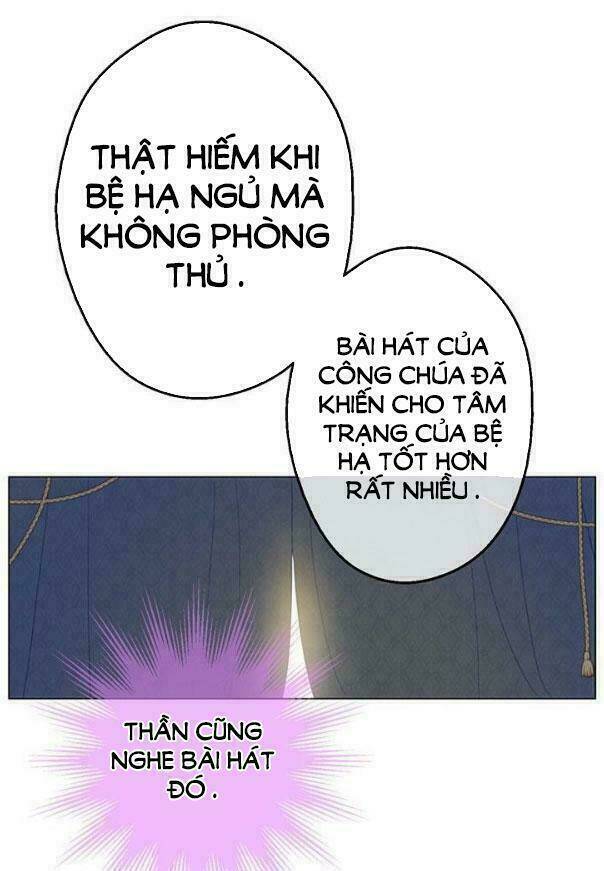 THẬT HIẾM KHI
BỆ HẠ NGỦ MÀ
KHÔNG PHÒNG
THỦ .
BÀI HÁT CỦA
CÔNG CHÚA ĐÃ
KHIẾN CHO TÂM
TRẠNG CỦA BỆ
HẠ TỐT HƠN
RẤT NHIỀU .
THẦN CŨNG
NGHE BÀI HÁT
ĐÓ .